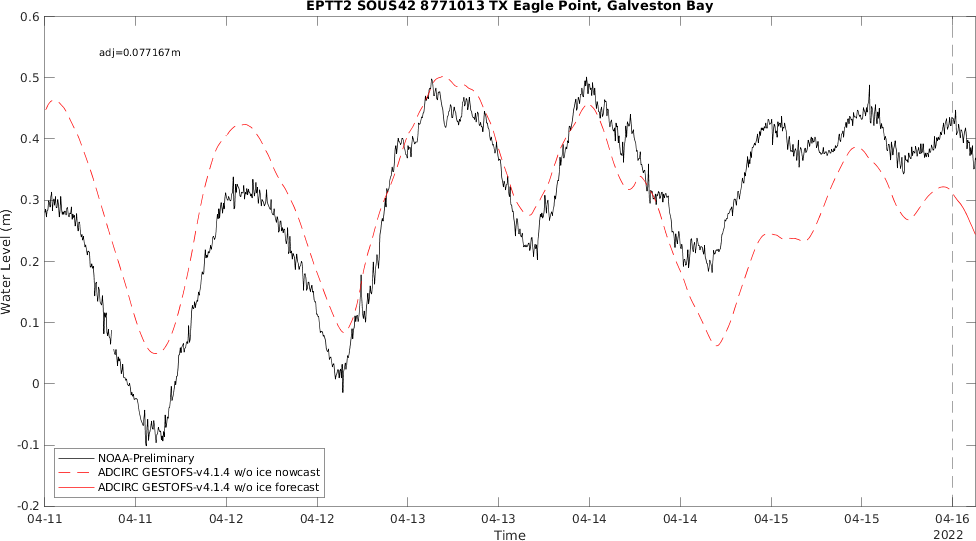 EPTT2 SOUS42 8771013 TX Eagle Point, Galveston Bay
0.6
adj=0.077167m
0.5
0.4
0.3
0.2
0.1
0
-0.1
-0.2
Water Level (m)
NOAA-Preliminary
ADCIRC GESTOFS-v4.1.4 w/o ice nowcast
ADCIRC GESTOFS-v4.1.4 w/o ice forecast
04-11 04-11 04-12 04-12 04-13 04-13 04-14 04-14 04-15 04-15 04-16
Time
2022